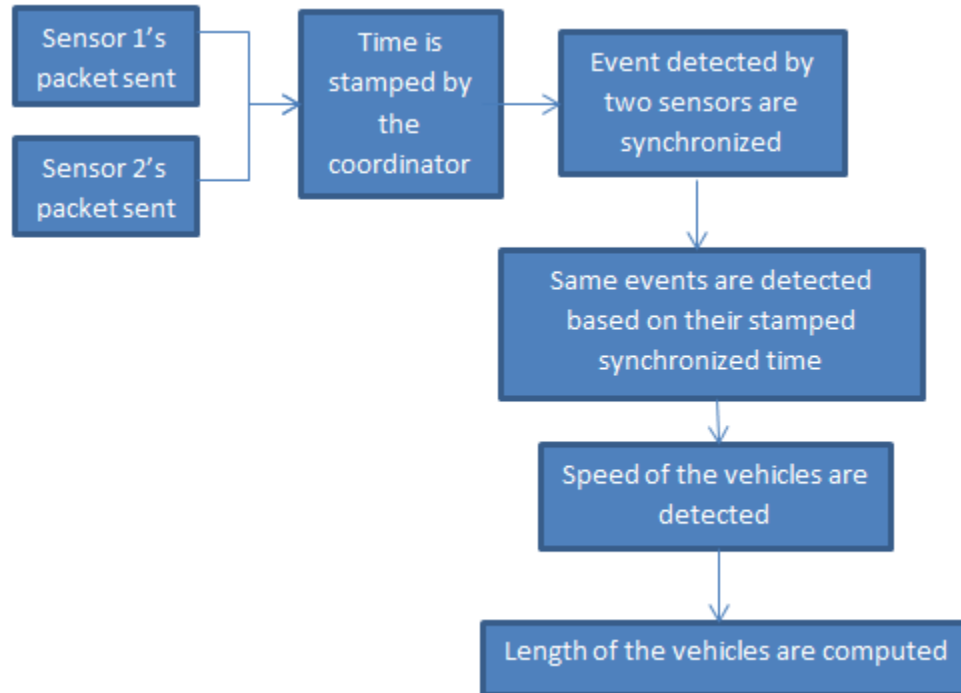 Sensor 1's
packet sent
Sensor 2's
packet sent
Time is
stamped by
the
coordinator
Event detected by
two sensors are
synchronized
Same events are detected
based on their stamped
synchronized time
Speed of the vehicles are
detected
Length of the vehicles are computed